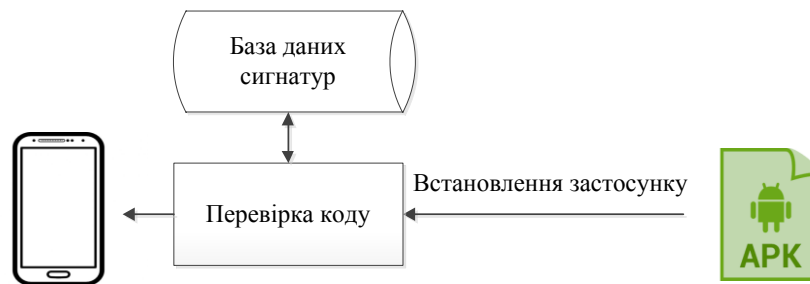 База даних
сигнатур
Встановлення застосунку
Перевірка коду
APK